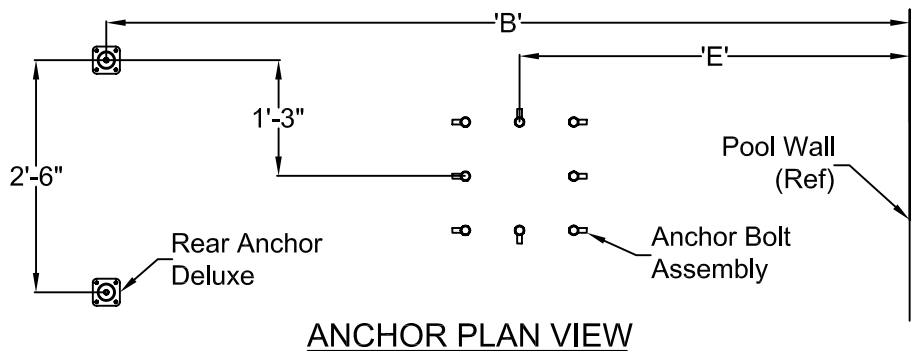 'B'
'E'
1'-3"
2'-6"
Pool Wall
(Ref)
Rear Anchor
Deluxe
Anchor Bolt
Assembly
ANCHOR PLAN VIEW